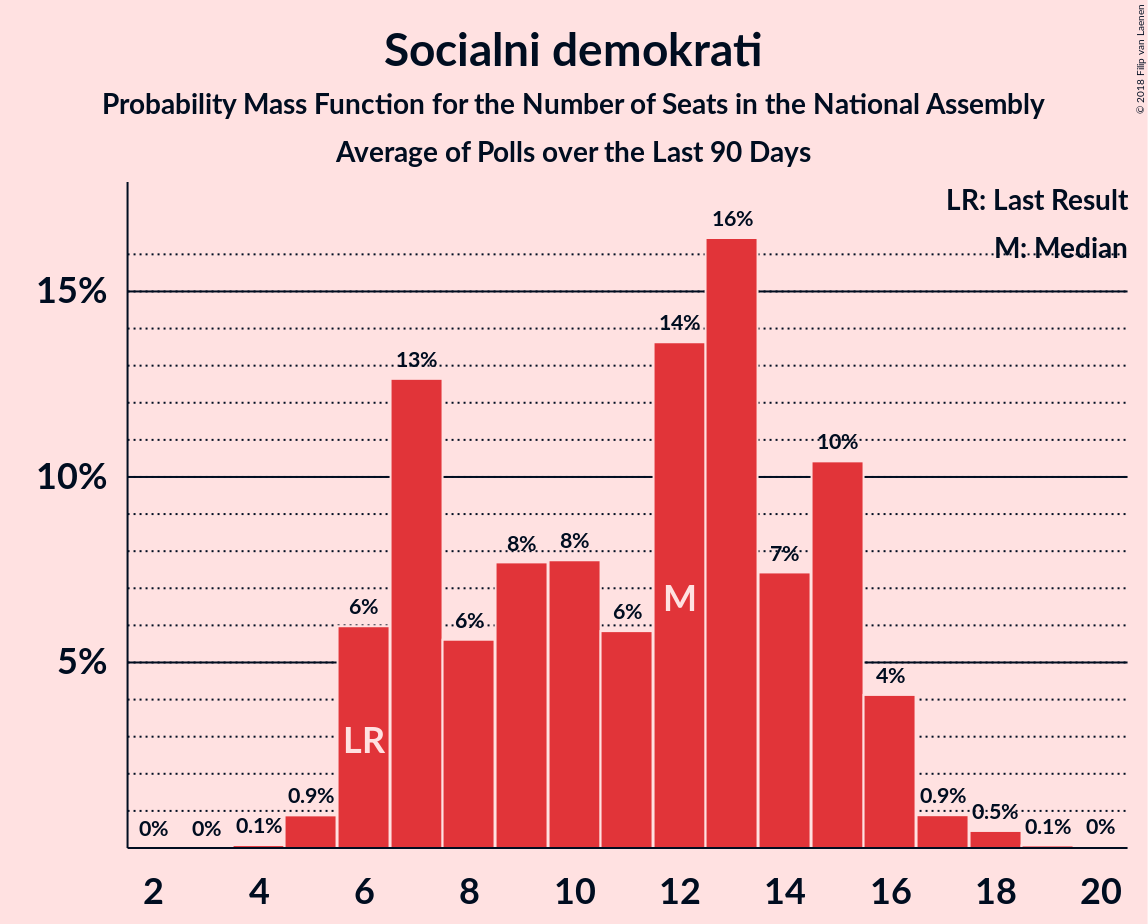 Socialni demokrati
Probability Mass Function for the Number of Seats in the National Assembly
Average of Polls over the Last 90 Days
© 2018 Filip van Laenen
LR: Last Result
M: Median
15%
10%
5%
0%
0%
0.1%
0.9%
6%
13%
6%
8%
8%
6%
14%
16%
7%
10%
4%
0.9%
0.5%
0.1%
0%
LR
M
2 4 6 8 10 12 14 16 18 20